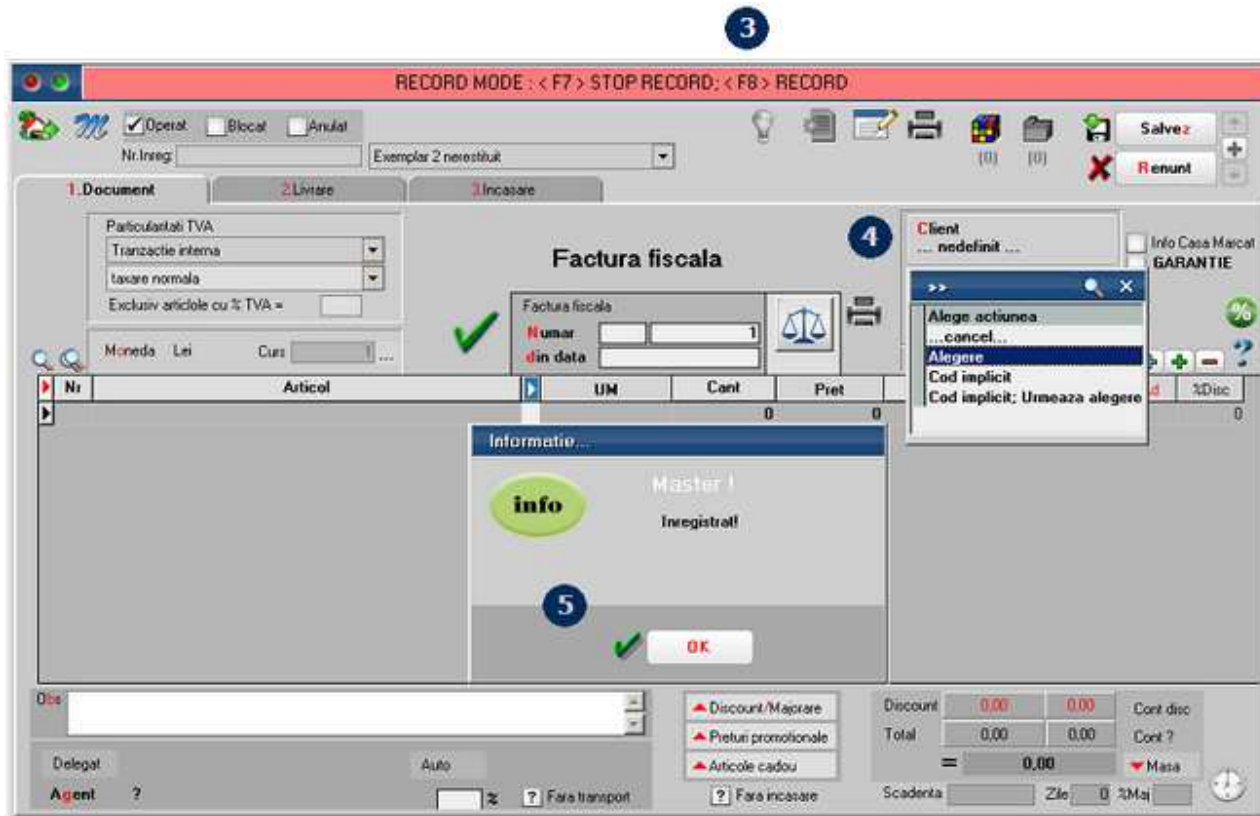 3
RECORD MODE : < F7 > STOP RECORD; < F8 > RECORD
Operat Blocat Anulat
Salvez
Nr.Inreg:
Exemplar 2 nerestituit
(0) (0)
Renunt
1.Document 2.Livrare 3.Incasare
Particularitati TVA
Tranzactie interna
taxare normala
Exclusiv articlole cu % TVA =
Factura fiscala
4
Client
... nedefinit ...
Info Casa Marcat
GARANTIE
Factura fiscala
Numar 1
din data
Moneda Lei Curs 1 ...
>>
Alege actiunea
...cancel...
Alegere
Cod implicit
Cod implicit; Urmeaza alegere
Nr Articol UM Cant Pret %Disc
0 0 0
Informatie...
info
Master !
Inregistrat!
5
OK
Obs
Discount/Majorare
Preturi promotionale
Articole cadou
Discount 0,00 0,00 Cont disc
Total 0,00 0,00 Cont ?
= 0,00 Masa
Delegat Auto
Agent ? % ? Fara transport ? Fara incasare
Scadenta Zile 0 %Maj